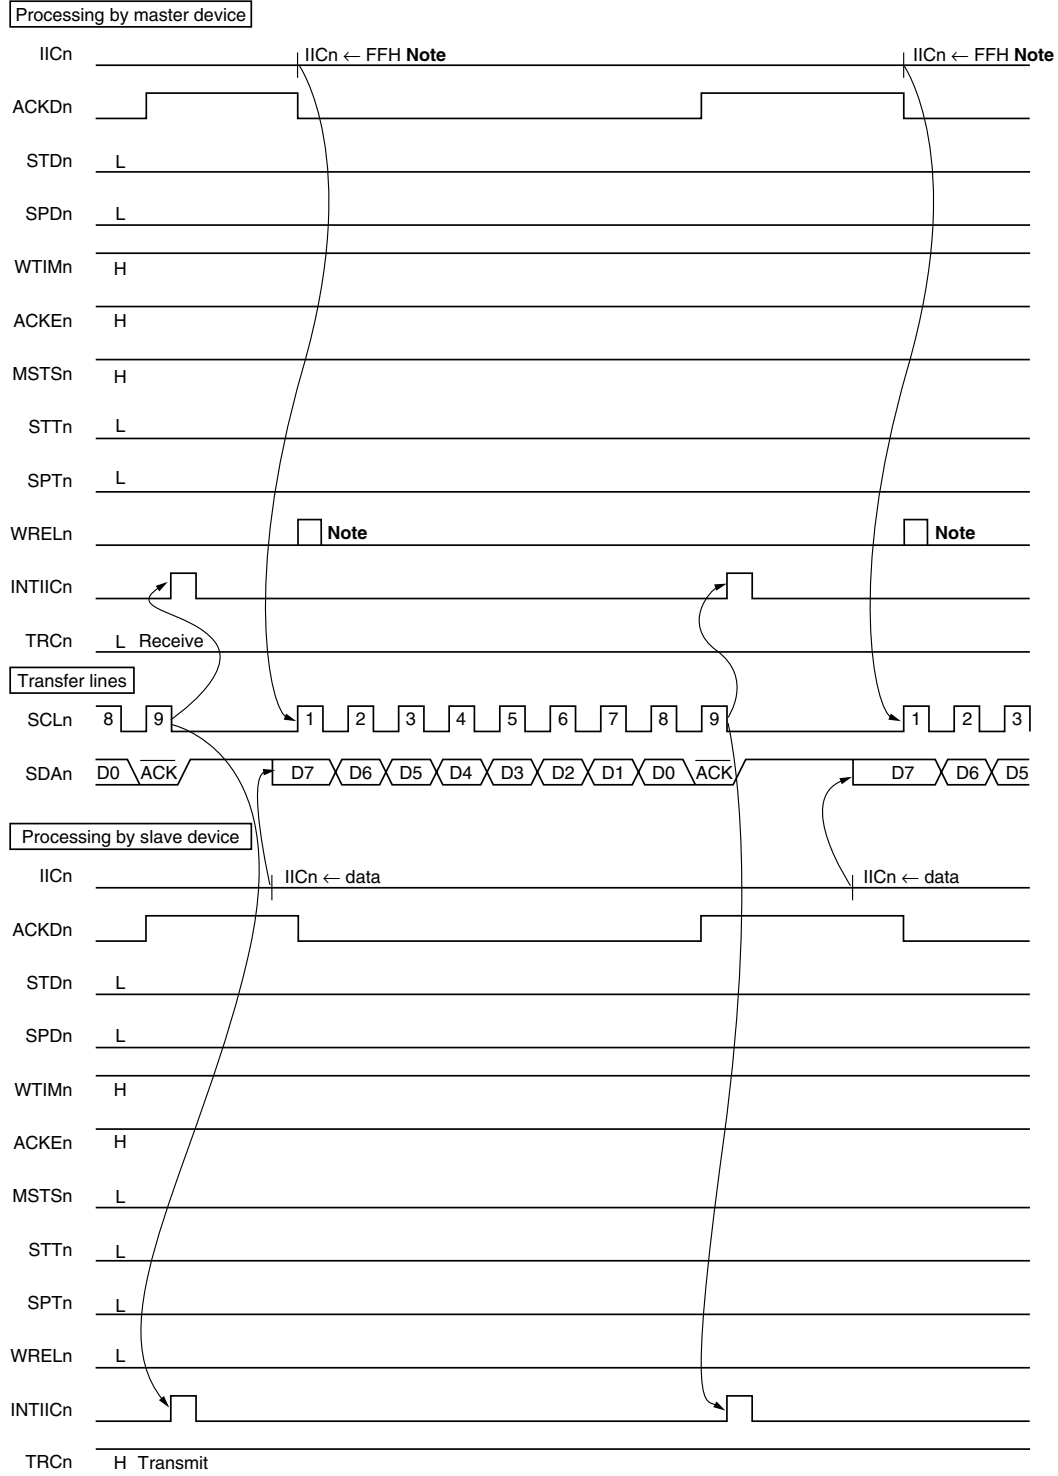 Processing by master device
IICn IICn ← FFH Note IICn ← FFH Note
ACKDn
STDn L
SPDn L
WTIMn H
ACKEn H
MSTSn H
STTn L
SPTn L
WRELn Note Note
INTIICn
TRCn L Receive
Transfer lines
SCLn 8 9 1 2 3 4 5 6 7 8 9 1 2 3
SDAn D0 ACK D7 D6 D5 D4 D3 D2 D1 D0 ACK D7 D6 D5
Processing by slave device
IICn IICn ← data IICn ← data
ACKDn
STDn L
SPDn L
WTIMn H
ACKEn H
MSTSn L
STTn L
SPTn L
WRELn L
INTIICn
TRCn H Transmit